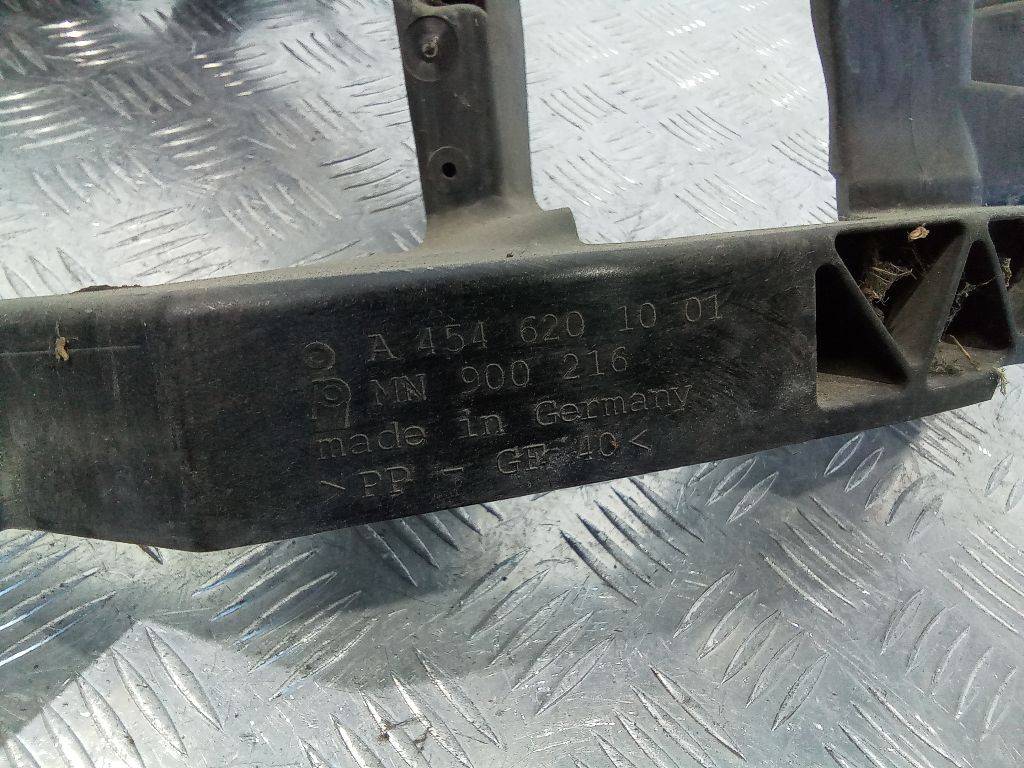 A 454 620 10 01
MN 900 216
made in Germany
>PP - GF 40<